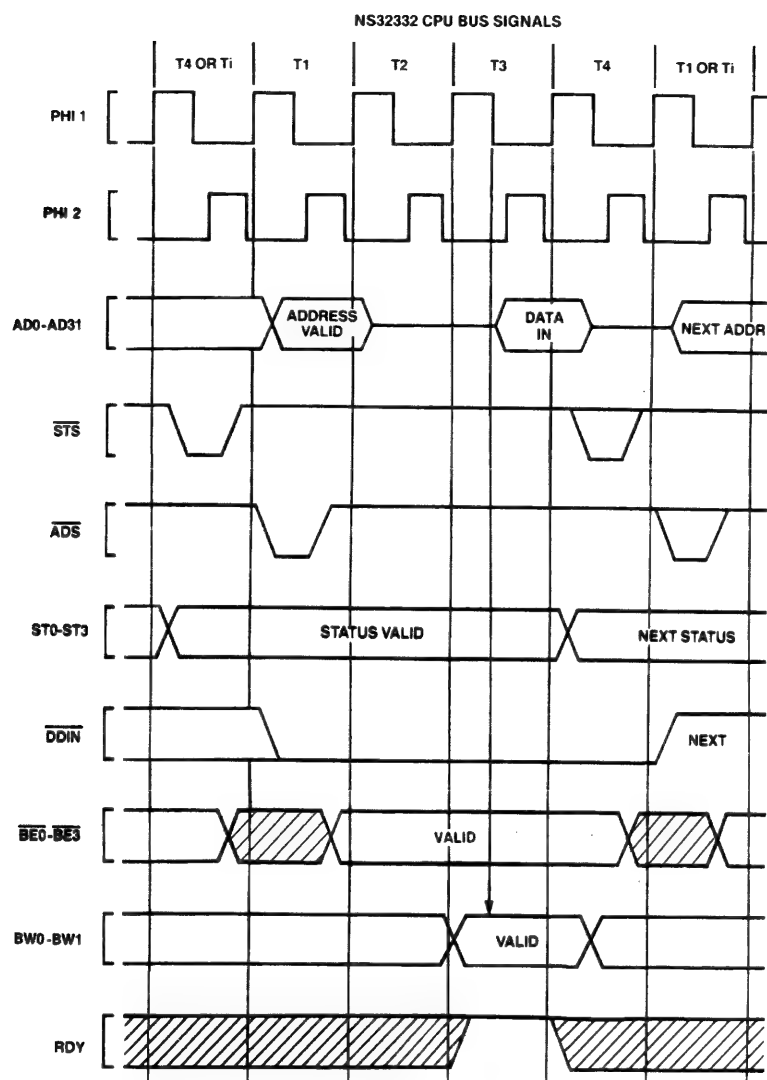 NS32332 CPU BUS SIGNALS
T4 OR Ti
T1
T2
T3
T4
T1 OR Ti
PHI 1
PHI 2
AD0-AD31
ADDRESS
VALID
DATA
IN
NEXT ADDR
STS
ADS
ST0-ST3
STATUS VALID
NEXT STATUS
DDIN
NEXT
BE0-BE3
VALID
BW0-BW1
VALID
RDY